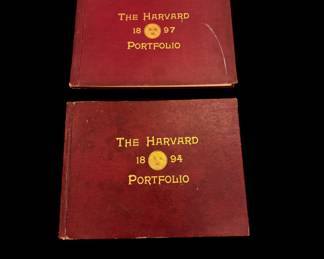 THE HARVARD
18 97
PORTFOLIO
THE HARVARD
18 94
PORTFOLIO